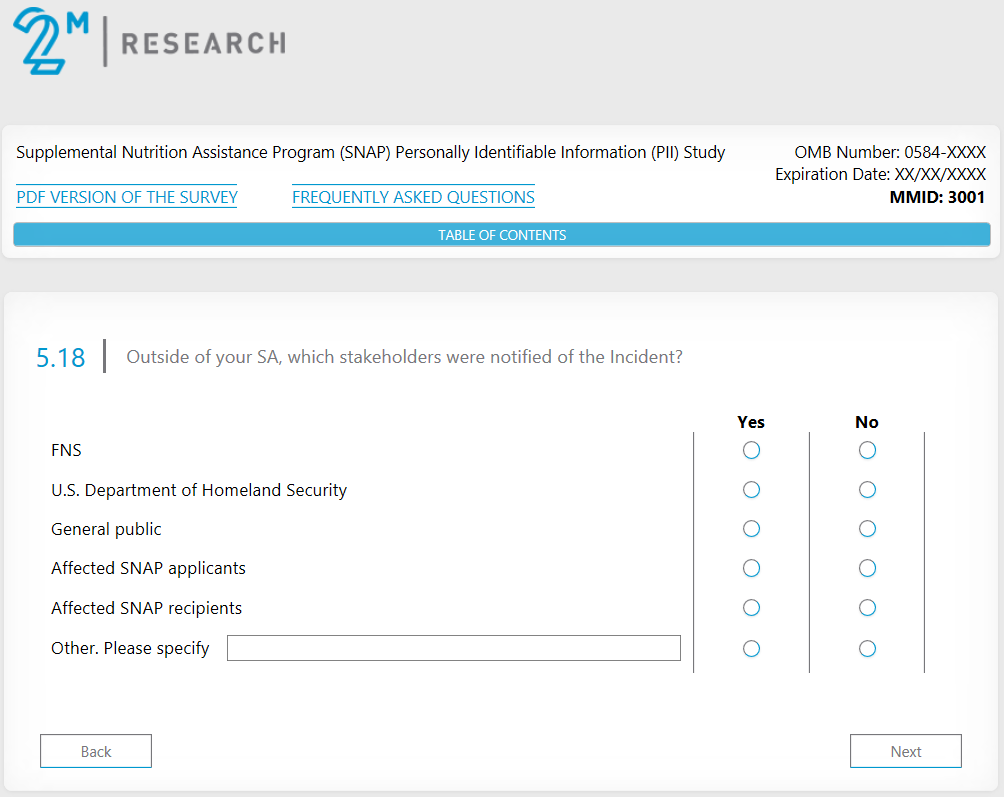 2M RESEARCH
Supplemental Nutrition Assistance Program (SNAP) Personally Identifiable Information (PII) Study
OMB Number: 0584-XXXX
Expiration Date: XX/XX/XXXX
PDF VERSION OF THE SURVEY FREQUENTLY ASKED QUESTIONS
MMID: 3001
TABLE OF CONTENTS
5.18 Outside of your SA, which stakeholders were notified of the Incident?
Yes No
FNS
U.S. Department of Homeland Security
General public
Affected SNAP applicants
Affected SNAP recipients
Other. Please specify
Back Next